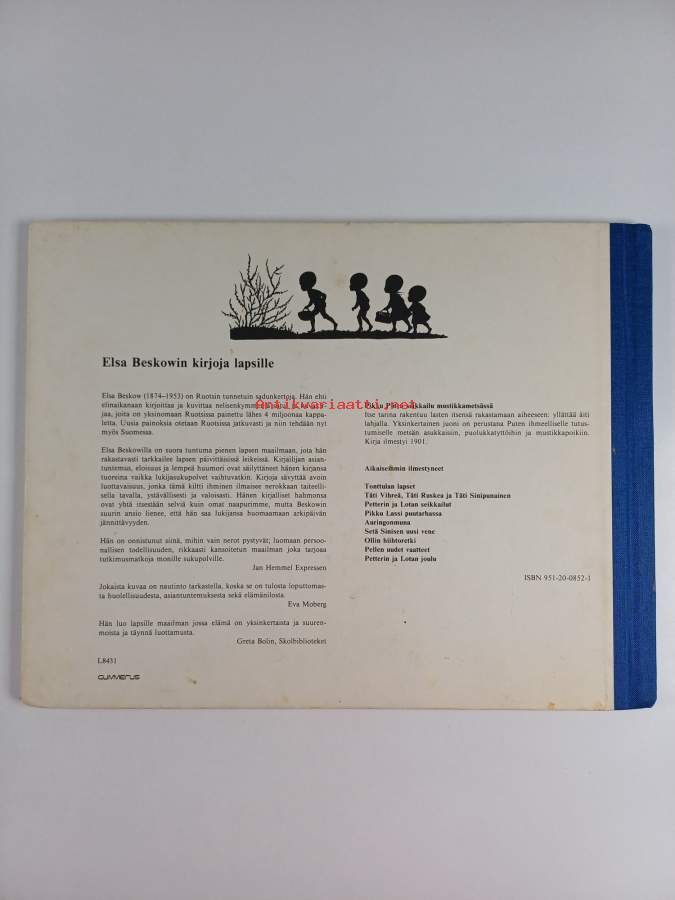 Elsa Beskowin kirjoja lapsille
Elsa Beskow (1874–1953) on Ruotsin tunnetuin sadunkertoja. Hän ehti
elinaikanaan kirjoittaa ja kuvittaa nelisenkymmentä
jaa, joita on yksinomaan Ruotsissa painettu lähes 4 miljoonaa kappa-
letta. Uusia painoksia otetaan Ruotsissa jatkuvasti ja niin tehdään nyt
myös Suomessa.
Elsa Beskowilla on suora tuntuma pienen lapsen maailmaan, jota hän
rakastavasti tarkkailee lapsen päivittäisissä leikeissä. Kirjailijan asian-
tuntemus, eloisuus ja lempeä huumori ovat säilyttäneet hänen kirjansa
tuoreina vaikka lukijasukupolvet vaihtuvatkin. Kirjoja sävyttää avoin
luottavaisuus, jonka tämä kiltti ihminen ilmaisee nerokkaan taiteelli-
sella tavalla, ystävällisesti ja valoisasti. Hänen kirjalliset hahmonsa
ovat yhtä itsestään selviä kuin omat naapurimme, mutta Beskowin
suurin ansio lienee, että hän saa lukijansa huomaamaan arkipäivän
jännittävyyden.
Hän on onnistunut siinä, mihin vain nerot pystyvät; luomaan persoo-
nallisen todellisuuden, rikkaasti kansoitetun maailman joka tarjoaa
tutkimusmatkoja monille sukupolville.
Jan Hemmel Expressen
Jokaista kuvaa on nautinto tarkastella, koska se on tulosta loputtomas-
ta huolellisuudesta, asiantuntemuksesta sekä elämänilosta.
Eva Moberg
Hän luo lapsille maailman jossa elämä on yksinkertaista ja suuren-
moista ja täynnä luottamusta.
Greta Bolin, Skolbiblioteket
L8431
GUMMERUS
Antikvariaatti.net
Pikku Puten seikkailu mustikkametsässä
Itse tarina rakentuu lasten itsensä rakastamaan aiheeseen: yllättää äiti
lahjalla. Yksinkertainen juoni on perustana Puten ihmeelliselle tutus-
tumiselle metsän asukkaisiin, puolukkatyttöihin ja mustikkapoikiin.
Kirja ilmestyi 1901.
Aikaisemmin ilmestyneet
Tonttulan lapset
Täti Vihreä, Täti Ruskea ja Täti Sinipunainen
Petterin ja Lotan seikkailut
Pikku Lassi puutarhassa
Auringonmuna
Setä Sinisen uusi vene
Ollin hiihtoretki
Pellen uudet vaatteet
Petterin ja Lotan joulu
ISBN 951-20-0852-1